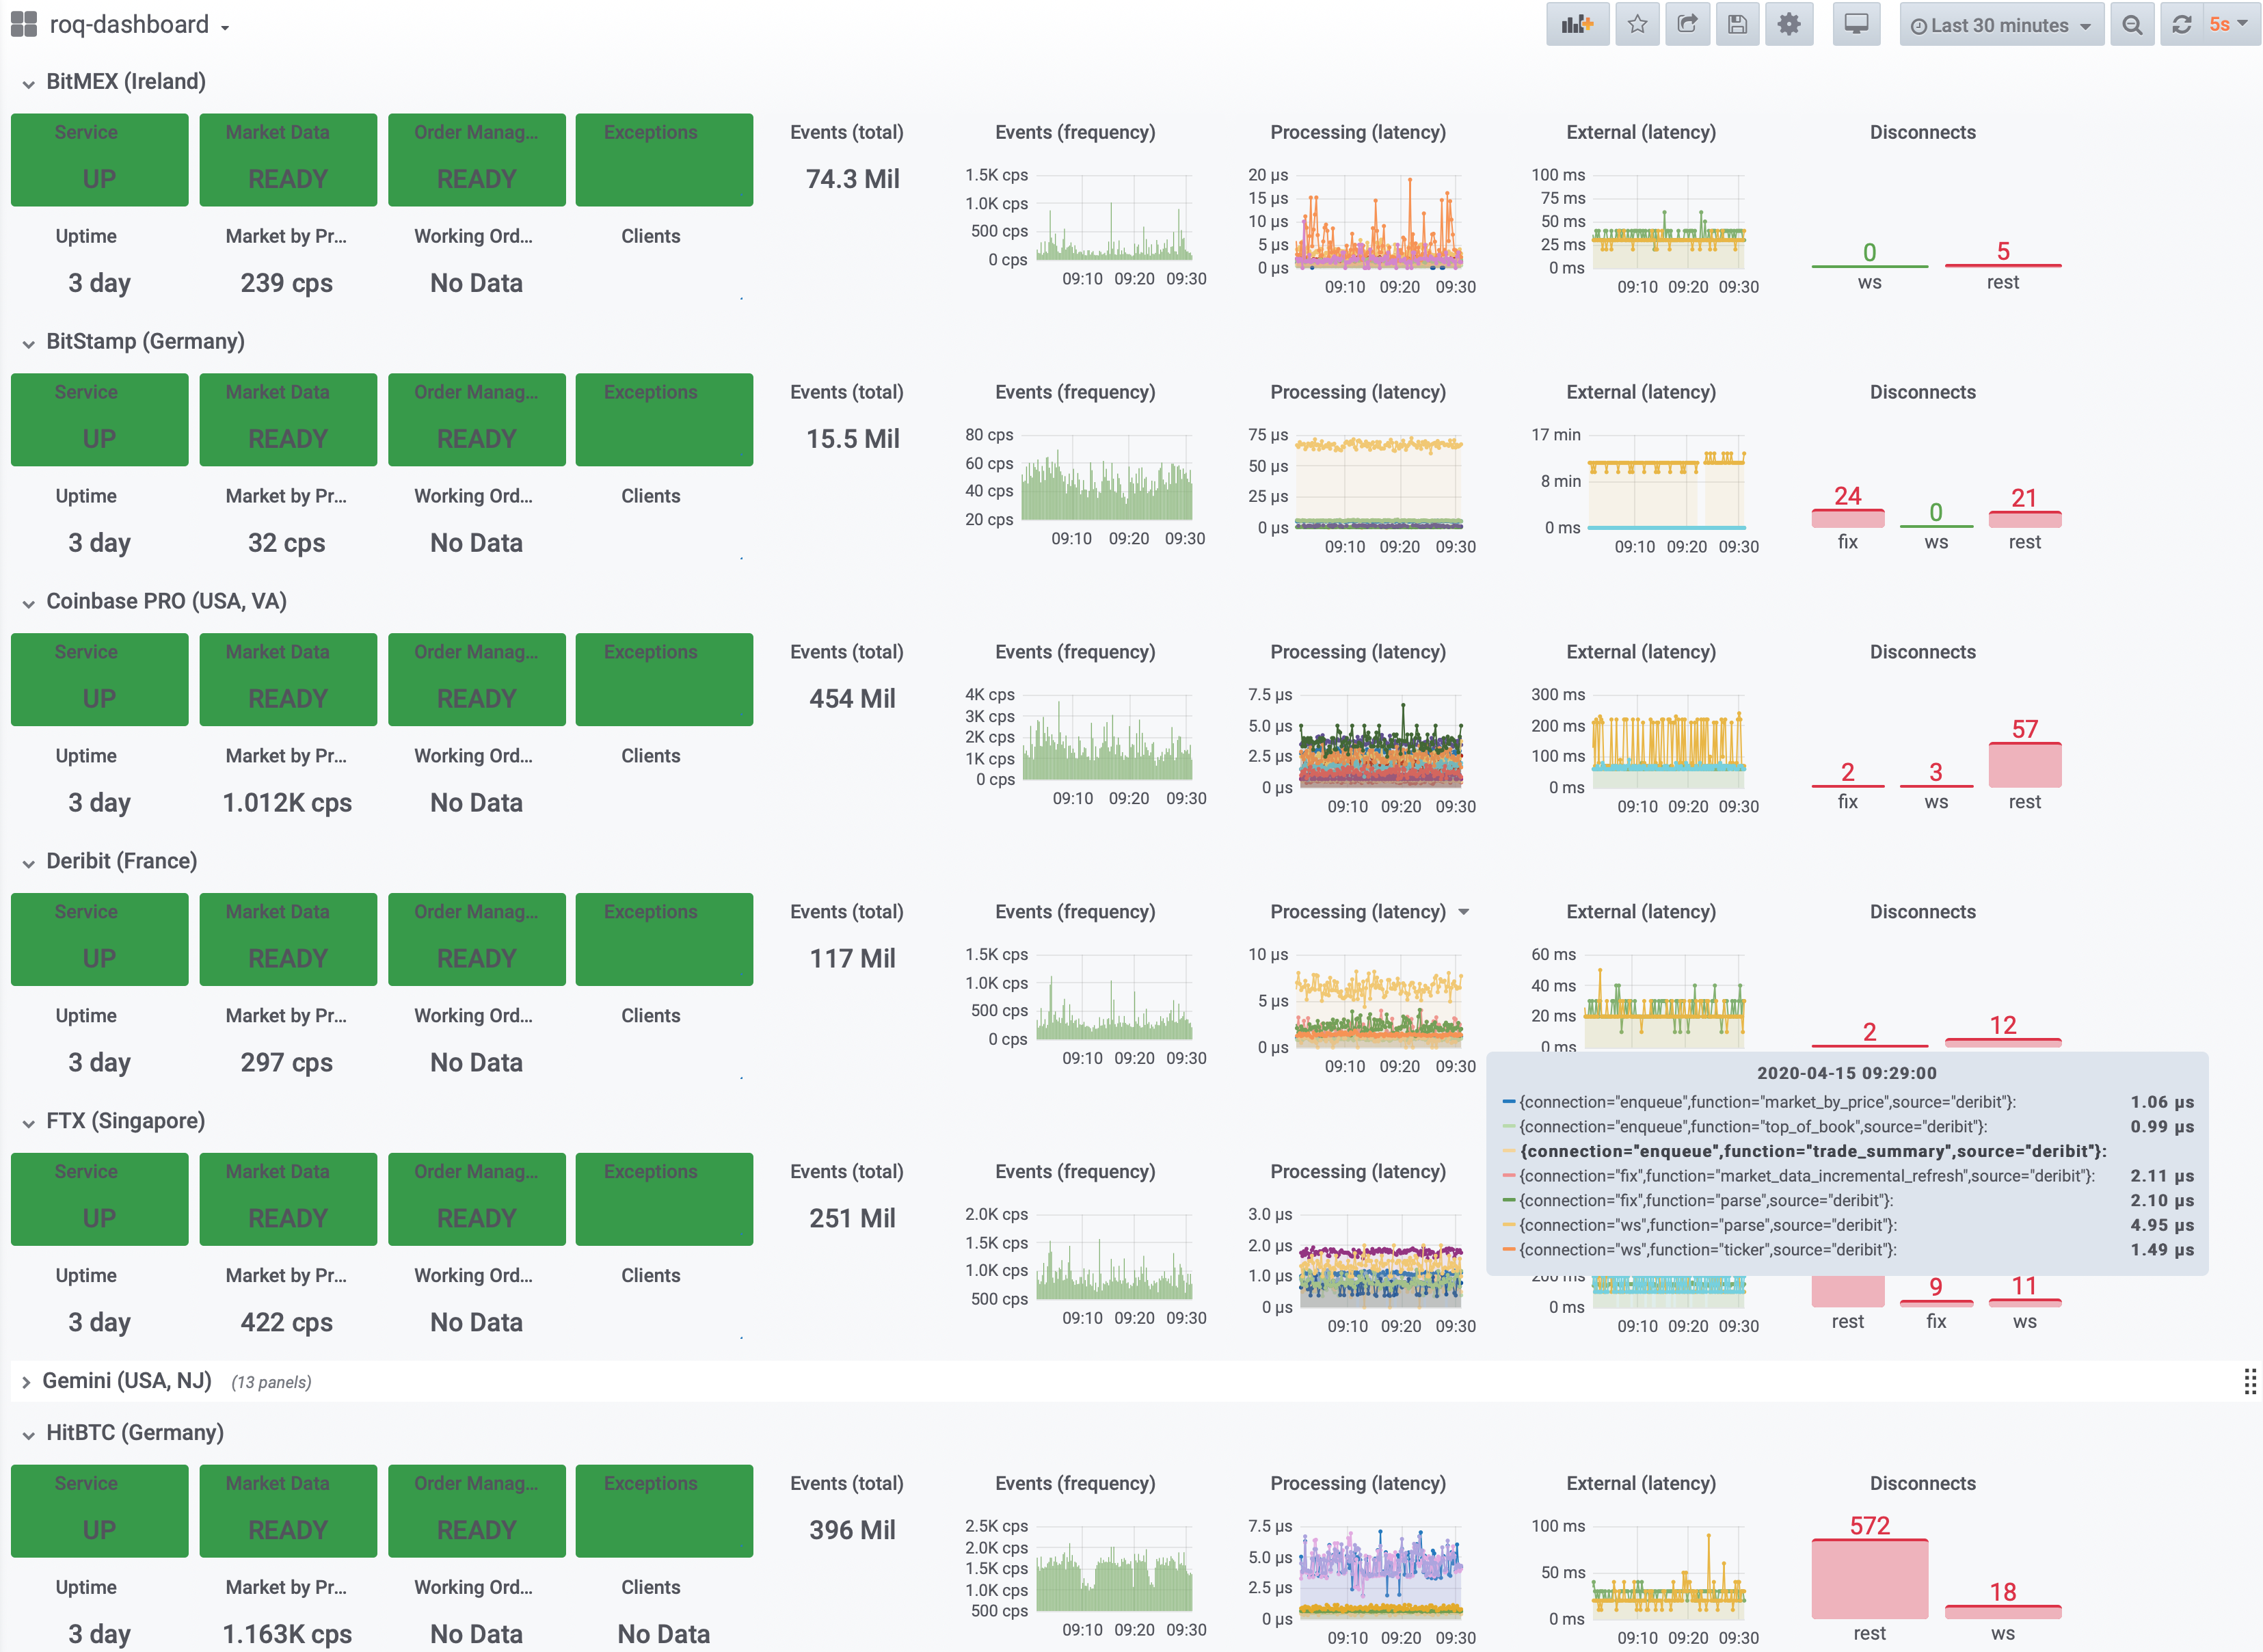 roq-dashboard
Last 30 minutes
5s
BitMEX (Ireland)
Service Market Data Order Manag... Exceptions Events (total) Events (frequency) Processing (latency) External (latency) Disconnects
UP READY READY 74.3 Mil
1.5K cps
1.0K cps
500 cps
0 cps
09:10 09:20 09:30
20 µs
15 µs
10 µs
5 µs
0 µs
09:10 09:20 09:30
100 ms
75 ms
50 ms
25 ms
0 ms
09:10 09:20 09:30
0 5
ws rest
Uptime Market by Pr... Working Ord... Clients
3 day 239 cps No Data
BitStamp (Germany)
Service Market Data Order Manag... Exceptions Events (total) Events (frequency) Processing (latency) External (latency) Disconnects
UP READY READY 15.5 Mil
80 cps
60 cps
40 cps
20 cps
09:10 09:20 09:30
75 µs
50 µs
25 µs
0 µs
09:10 09:20 09:30
17 min
8 min
0 ms
09:10 09:20 09:30
24 0 21
fix ws rest
Uptime Market by Pr... Working Ord... Clients
3 day 32 cps No Data
Coinbase PRO (USA, VA)
Service Market Data Order Manag... Exceptions Events (total) Events (frequency) Processing (latency) External (latency) Disconnects
UP READY READY 454 Mil
4K cps
3K cps
2K cps
1K cps
0 cps
09:10 09:20 09:30
7.5 µs
5.0 µs
2.5 µs
0 µs
09:10 09:20 09:30
300 ms
200 ms
100 ms
0 ms
09:10 09:20 09:30
2 3 57
fix ws rest
Uptime Market by Pr... Working Ord... Clients
3 day 1.012K cps No Data
Deribit (France)
Service Market Data Order Manag... Exceptions Events (total) Events (frequency) Processing (latency) External (latency) Disconnects
UP READY READY 117 Mil
1.5K cps
1.0K cps
500 cps
0 cps
09:10 09:20 09:30
10 µs
5 µs
0 µs
09:10 09:20 09:30
60 ms
40 ms
20 ms
0 ms
2 12
Uptime Market by Pr... Working Ord... Clients
3 day 297 cps No Data
2020-04-15 09:29:00
{connection="enqueue",function="market_by_price",source="deribit"}: 1.06 µs
{connection="enqueue",function="top_of_book",source="deribit"}: 0.99 µs
{connection="enqueue",function="trade_summary",source="deribit"}:
{connection="fix",function="market_data_incremental_refresh",source="deribit"}: 2.11 µs
{connection="fix",function="parse",source="deribit"}: 2.10 µs
{connection="ws",function="parse",source="deribit"}: 4.95 µs
{connection="ws",function="ticker",source="deribit"}: 1.49 µs
FTX (Singapore)
Service Market Data Order Manag... Exceptions Events (total) Events (frequency) Processing (latency)
UP READY READY 251 Mil
2.0K cps
1.5K cps
1.0K cps
500 cps
09:10 09:20 09:30
3.0 µs
2.0 µs
1.0 µs
0 µs
09:10 09:20 09:30
200 ms
0 ms
09:10 09:20 09:30
9 11
rest fix ws
Uptime Market by Pr... Working Ord... Clients
3 day 422 cps No Data
Gemini (USA, NJ) (13 panels)
HitBTC (Germany)
Service Market Data Order Manag... Exceptions Events (total) Events (frequency) Processing (latency) External (latency) Disconnects
UP READY READY 396 Mil
2.5K cps
2.0K cps
1.5K cps
1.0K cps
500 cps
09:10 09:20 09:30
7.5 µs
5.0 µs
2.5 µs
0 µs
09:10 09:20 09:30
100 ms
50 ms
0 ms
09:10 09:20 09:30
572 18
rest ws
Uptime Market by Pr... Working Ord... Clients
3 day 1.163K cps No Data No Data